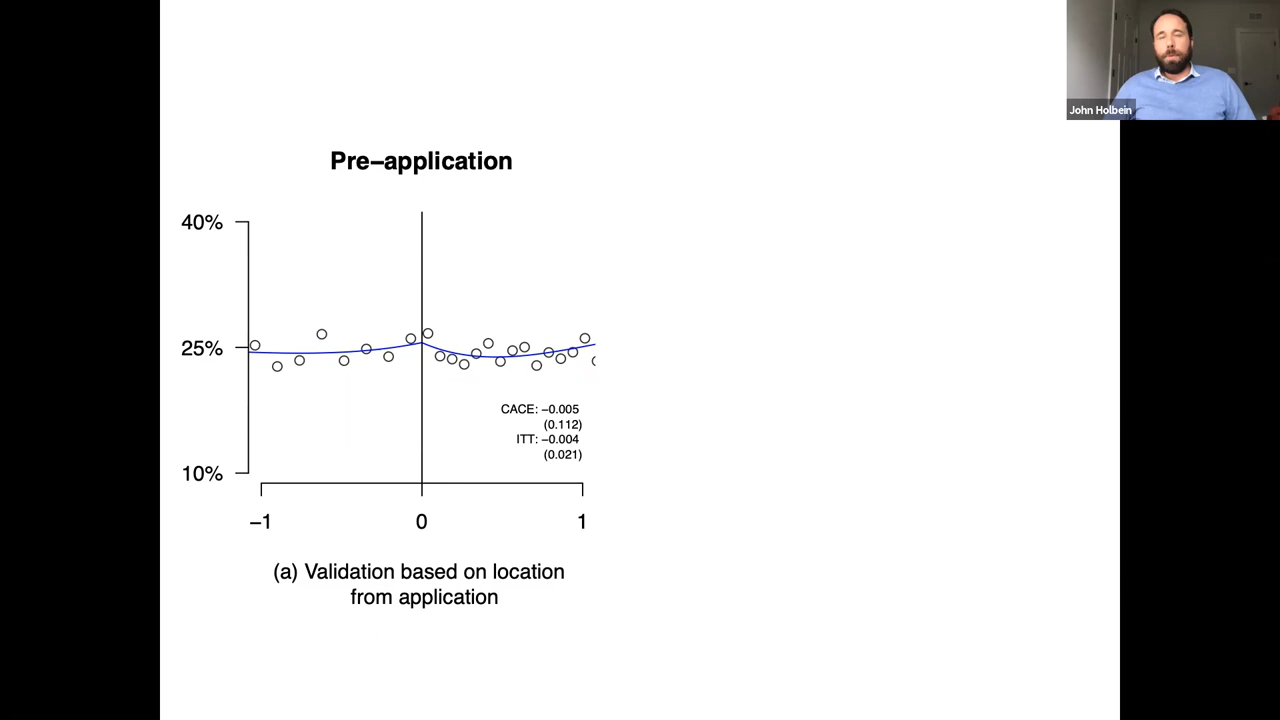 John Holbein
Pre–application
40%
25%
10%
CACE: −0.005
(0.112)
ITT: −0.004
(0.021)
−1 0 1
(a) Validation based on location
from application